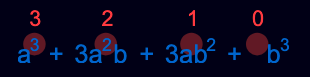 3 2 1 0
a³ + 3a²b + 3ab² + b³